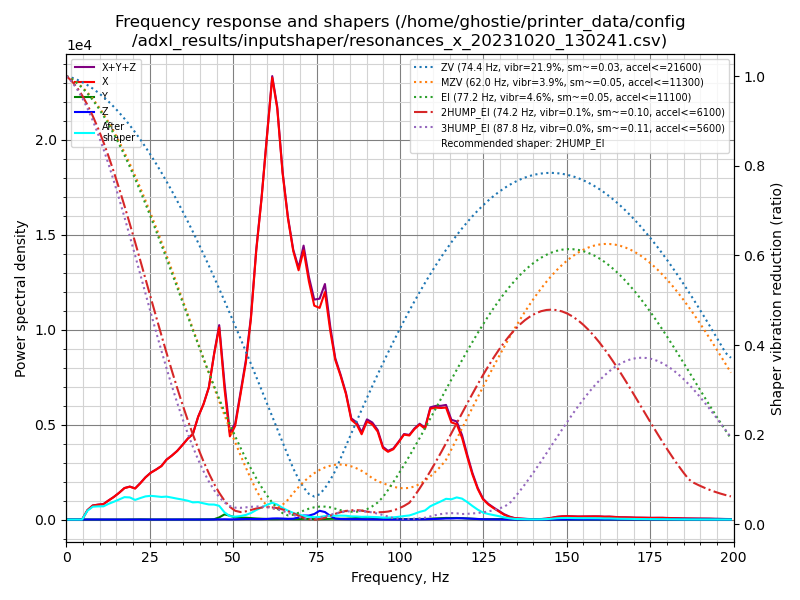 Frequency response and shapers (/home/ghostie/printer_data/config
/adxl_results/inputshaper/resonances_x_20231020_130241.csv)
1e4
X+Y+Z
X
Y
Z
After
shaper
ZV (74.4 Hz, vibr=21.9%, sm~=0.03, accel<=21600)
MZV (62.0 Hz, vibr=3.9%, sm~=0.05, accel<=11300)
EI (77.2 Hz, vibr=4.6%, sm~=0.05, accel<=11100)
2HUMP_EI (74.2 Hz, vibr=0.1%, sm~=0.10, accel<=6100)
3HUMP_EI (87.8 Hz, vibr=0.0%, sm~=0.11, accel<=5600)
Recommended shaper: 2HUMP_EI
Power spectral density
2.0
1.5
1.0
0.5
0.0
1.0
0.8
0.6
0.4
0.2
0.0
Shaper vibration reduction (ratio)
0 25 50 75 100 125 150 175 200
Frequency, Hz